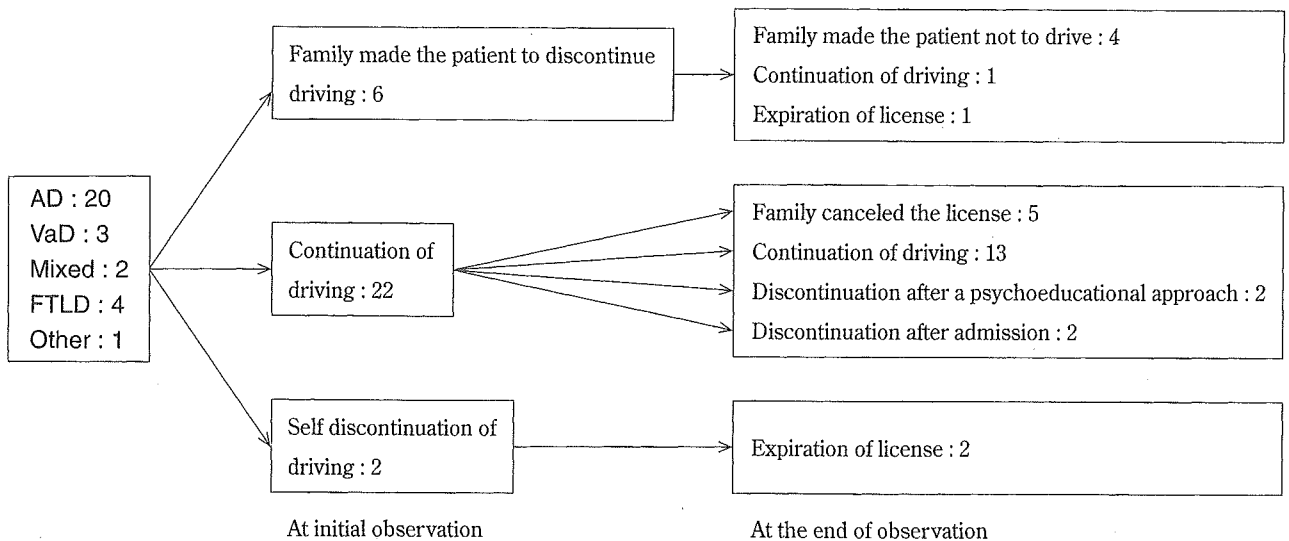 AD : 20
VaD : 3
Mixed : 2
FTLD : 4
Other : 1
Family made the patient to discontinue
driving : 6
Continuation of
driving : 22
Self discontinuation of
driving : 2
At initial observation
Family made the patient not to drive : 4
Continuation of driving : 1
Expiration of license : 1
Family canceled the license : 5
Continuation of driving : 13
Discontinuation after a psychoeducational approach : 2
Discontinuation after admission : 2
Expiration of license : 2
At the end of observation